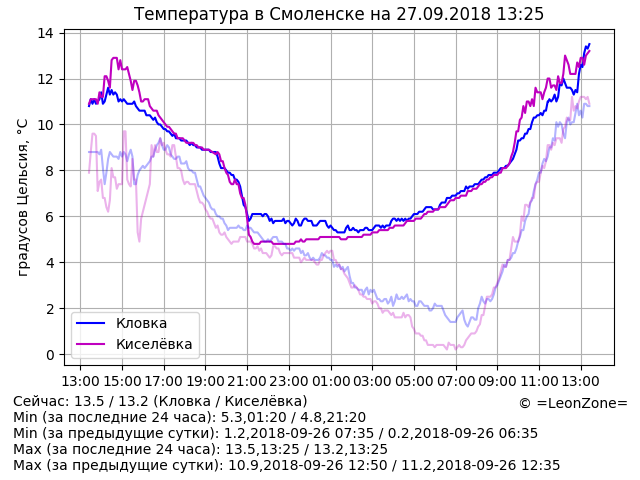 Температура в Смоленске на 27.09.2018 13:25
градусов Цельсия, °C
14
12
10
8
6
4
2
0
Кловка
Киселёвка
13:00 15:00 17:00 19:00 21:00 23:00 01:00 03:00 05:00 07:00 09:00 11:00 13:00
Сейчас: 13.5 / 13.2 (Кловка / Киселёвка)
© =LeonZone=
Min (за последние 24 часа): 5.3,01:20 / 4.8,21:20
Min (за предыдущие сутки): 1.2,2018-09-26 07:35 / 0.2,2018-09-26 06:35
Max (за последние 24 часа): 13.5,13:25 / 13.2,13:25
Max (за предыдущие сутки): 10.9,2018-09-26 12:50 / 11.2,2018-09-26 12:35